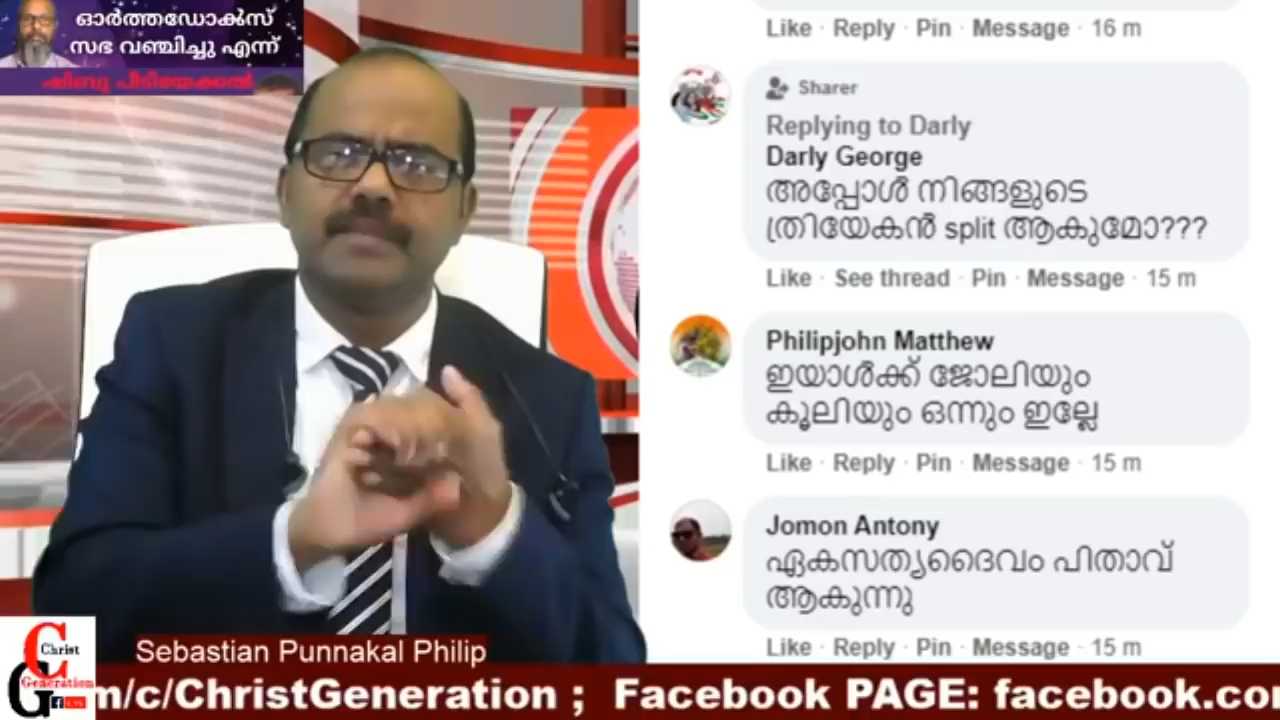 ഓർത്തഡോക്സ്
സഭ വഞ്ചിച്ചു എന്ന്
ഷിബു പീടിയേക്കൽ
Like · Reply · Pin · Message · 16 m
Sharer
Replying to Darly
Darly George
അപ്പോൾ നിങ്ങളുടെ
ത്രിയേകൻ split ആകുമോ???
Like · See thread · Pin · Message · 15 m
Philipjohn Matthew
ഇയാൾക്ക് ജോലിയും
കൂലിയും ഒന്നും ഇല്ലേ
Like · Reply · Pin · Message · 15 m
Jomon Antony
ഏകസത്യദൈവം പിതാവ്
ആകുന്നു
Like · Reply · Pin · Message · 15 m
Sebastian Punnakal Philip
Christ
Generation
m/c/ChristGeneration ; Facebook PAGE: facebook.co